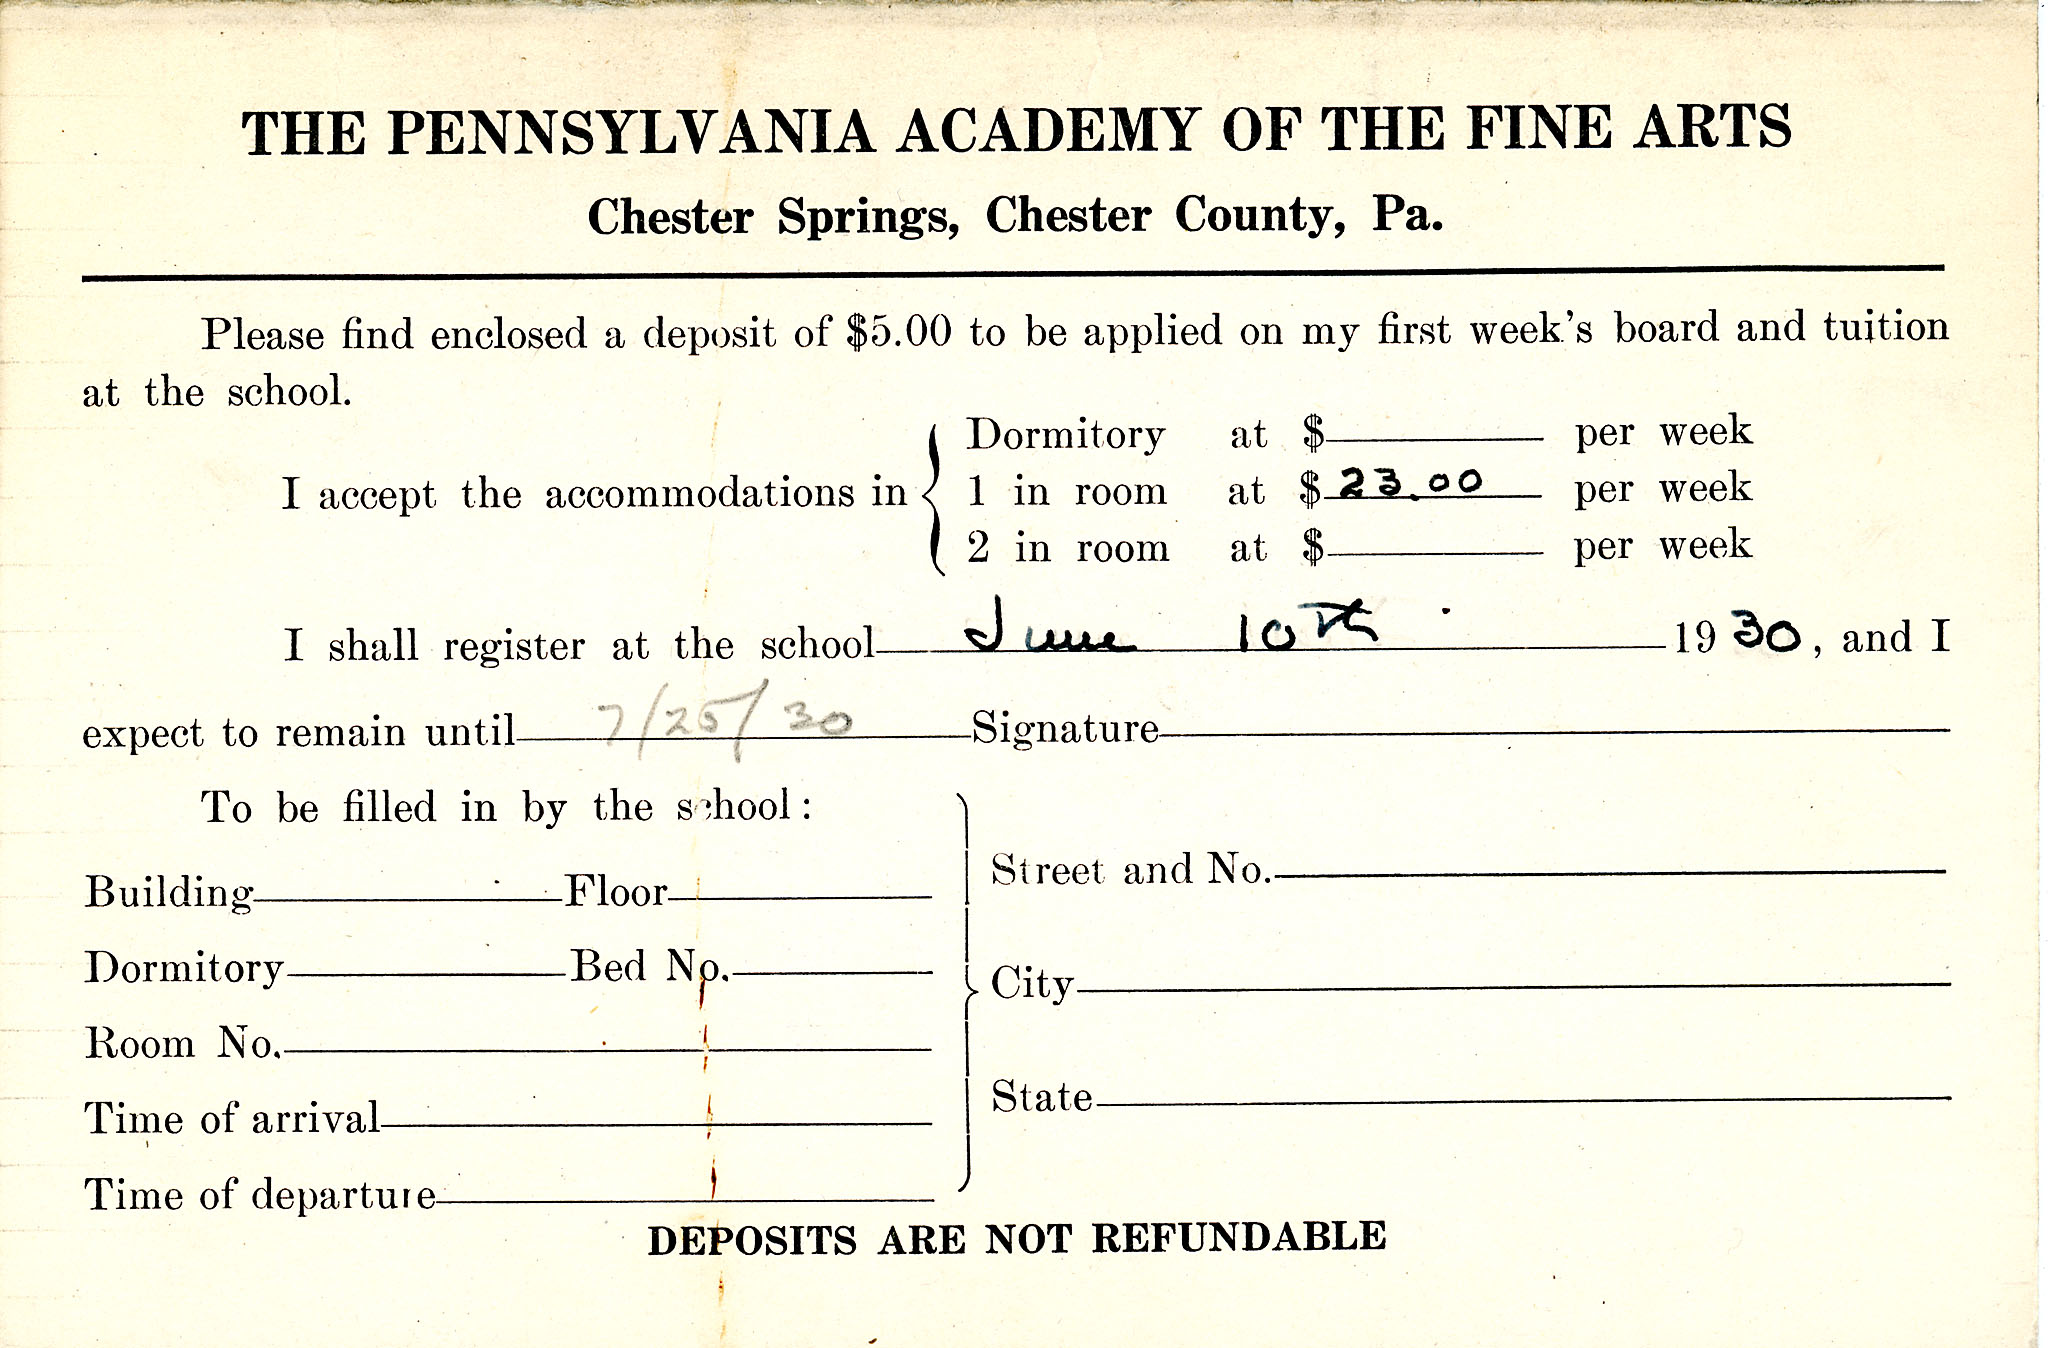 THE PENNSYLVANIA ACADEMY OF THE FINE ARTS
Chester Springs, Chester County, Pa.
Please find enclosed a deposit of $5.00 to be applied on my first week's board and tuition
at the school.
Dormitory at $ per week
I accept the accommodations in 1 in room at $ 23.00 per week
2 in room at $ per week
I shall register at the school June 10th 1930, and I
expect to remain until 7/25/30 Signature
To be filled in by the school:
Building Floor
Dormitory Bed No.
Room No.
Time of arrival
Time of departure
Street and No.
City
State
DEPOSITS ARE NOT REFUNDABLE